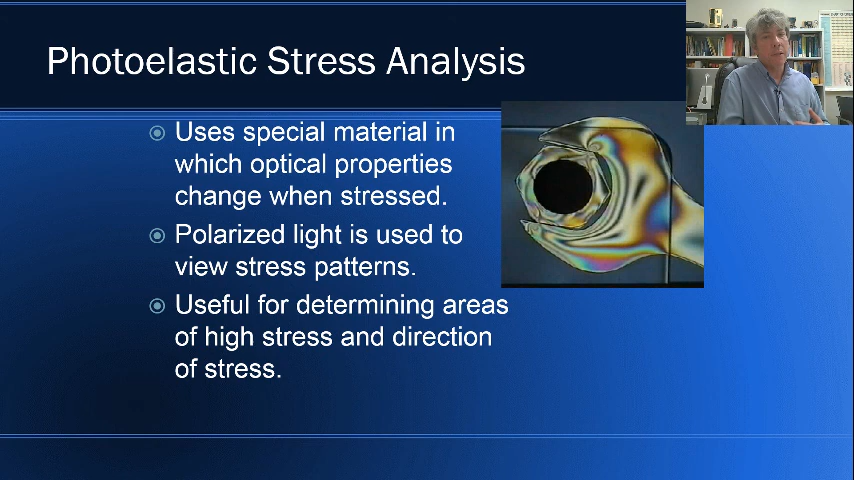 Photoelastic Stress Analysis
Uses special material in
which optical properties
change when stressed.
Polarized light is used to
view stress patterns.
Useful for determining areas
of high stress and direction
of stress.